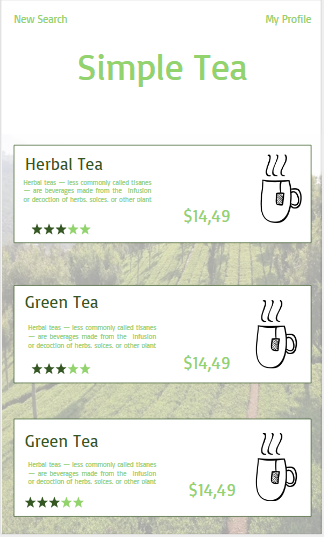 New Search
My Profile
Simple Tea
Herbal Tea
Herbal teas — less commonly called tisanes
— are beverages made from the infusion
or decoction of herbs, spices, or other plant
$14,49
Green Tea
Herbal teas — less commonly called tisanes
— are beverages made from the infusion
or decoction of herbs, spices, or other plant
$14,49
Green Tea
Herbal teas — less commonly called tisanes
— are beverages made from the infusion
or decoction of herbs, spices, or other plant
$14,49